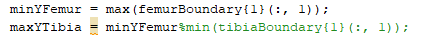 minYFemur = max(femurBoundary{1}(:, 1));
maxYTibia = minYFemur%min(tibiaBoundary{1}(:, 1));